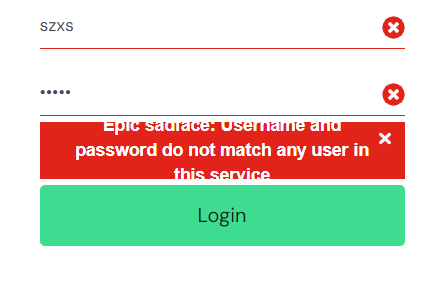 szxs
•••••
Epic sadface: Username and
password do not match any user in
this service
Login